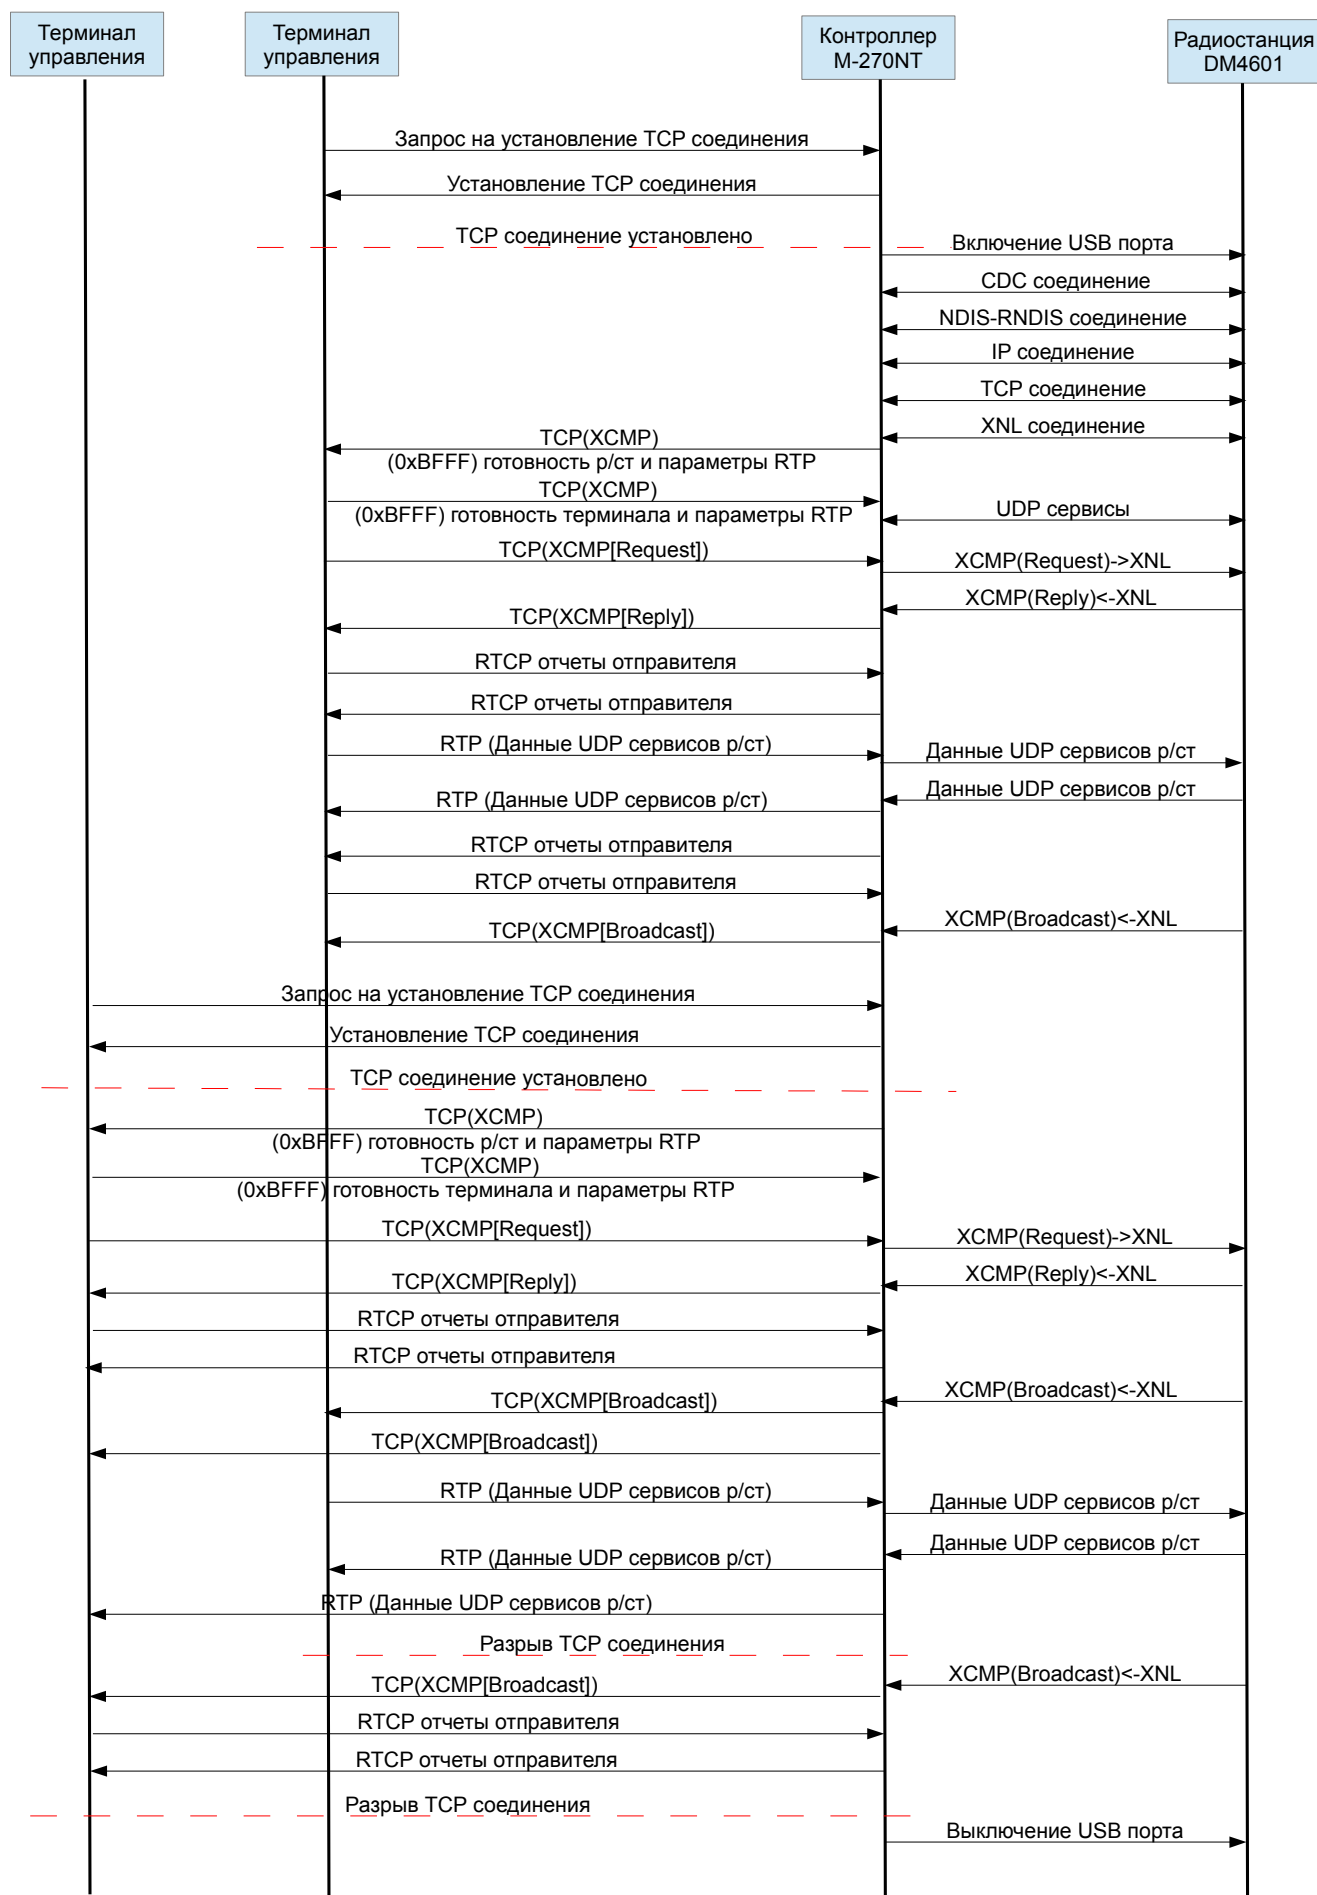 Терминал
управления
Терминал
управления
Контроллер
М-270NT
Радиостанция
DM4601
Запрос на установление TCP соединения
Установление TCP соединения
TCP соединение установлено
Включение USB порта
CDC соединение
NDIS-RNDIS соединение
IP соединение
TCP соединение
XNL соединение
TCP(XCMP)
(0xBFFF) готовность р/ст и параметры RTP
TCP(XCMP)
(0xBFFF) готовность терминала и параметры RTP
UDP сервисы
TCP(XCMP[Request])
XCMP(Request)->XNL
XCMP(Reply)<-XNL
TCP(XCMP[Reply])
RTCP отчеты отправителя
RTCP отчеты отправителя
RTP (Данные UDP сервисов р/ст)
Данные UDP сервисов р/ст
Данные UDP сервисов р/ст
RTP (Данные UDP сервисов р/ст)
RTCP отчеты отправителя
RTCP отчеты отправителя
XCMP(Broadcast)<-XNL
TCP(XCMP[Broadcast])
Запрос на установление TCP соединения
Установление TCP соединения
TCP соединение установлено
TCP(XCMP)
(0xBFFF) готовность р/ст и параметры RTP
TCP(XCMP)
(0xBFFF) готовность терминала и параметры RTP
TCP(XCMP[Request])
XCMP(Request)->XNL
XCMP(Reply)<-XNL
TCP(XCMP[Reply])
RTCP отчеты отправителя
RTCP отчеты отправителя
XCMP(Broadcast)<-XNL
TCP(XCMP[Broadcast])
TCP(XCMP[Broadcast])
RTP (Данные UDP сервисов р/ст)
Данные UDP сервисов р/ст
Данные UDP сервисов р/ст
RTP (Данные UDP сервисов р/ст)
RTP (Данные UDP сервисов р/ст)
Разрыв TCP соединения
XCMP(Broadcast)<-XNL
TCP(XCMP[Broadcast])
RTCP отчеты отправителя
RTCP отчеты отправителя
Разрыв TCP соединения
Выключение USB порта